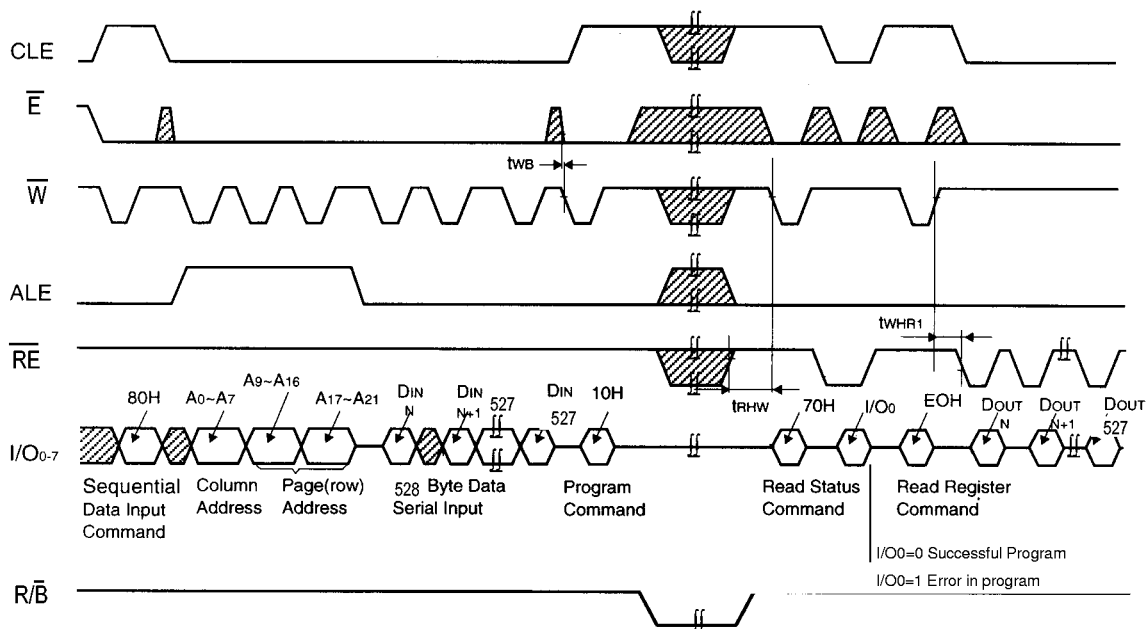 CLE
E
tWB
W
ALE
tWHR1
RE
tRHW
80H
A0~A7
A9~A16
A17~A21
DIN N
DIN N+1
527
DIN 527
10H
70H
I/O0
EOH
DOUT N
DOUT N+1
DOUT 527
I/O0-7
Sequential Data Input Command
Column Address
Page(row) Address
528 Byte Data Serial Input
Program Command
Read Status Command
Read Register Command
I/O0=0 Successful Program
I/O0=1 Error in program
R/B